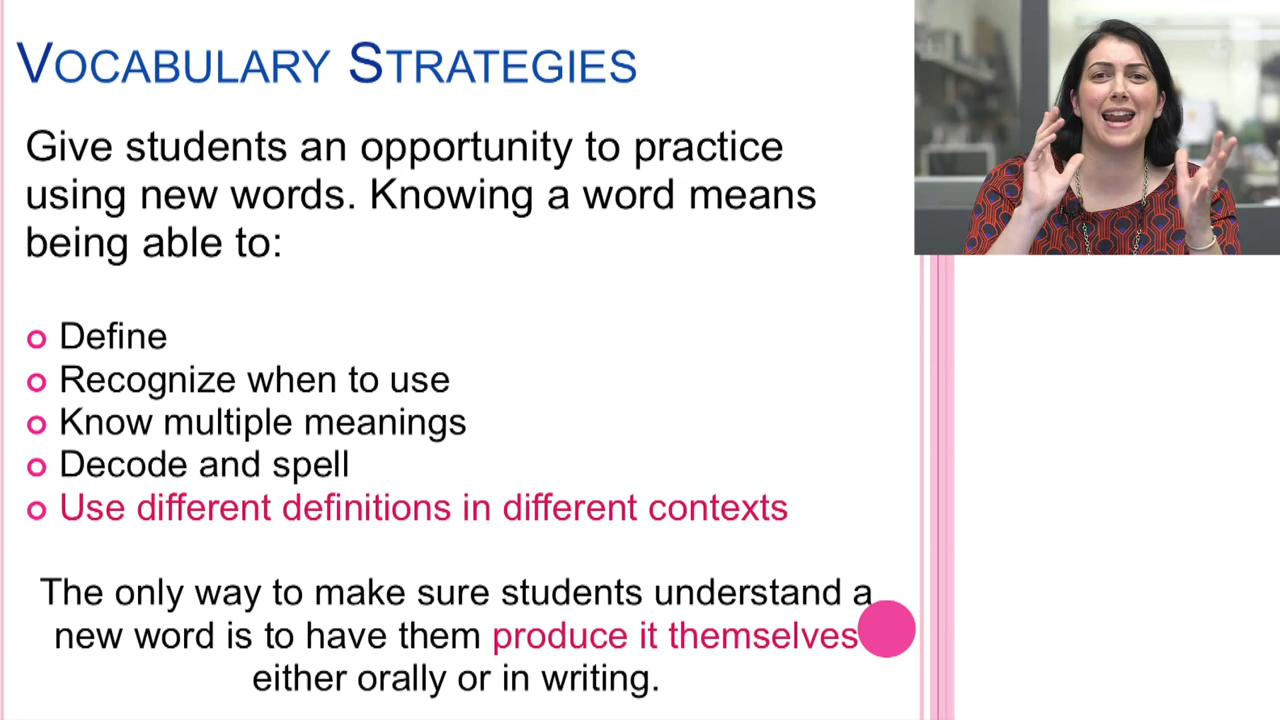 VOCABULARY STRATEGIES
Give students an opportunity to practice
using new words. Knowing a word means
being able to:
Define
Recognize when to use
Know multiple meanings
Decode and spell
Use different definitions in different contexts
The only way to make sure students understand a
new word is to have them produce it themselves
either orally or in writing.